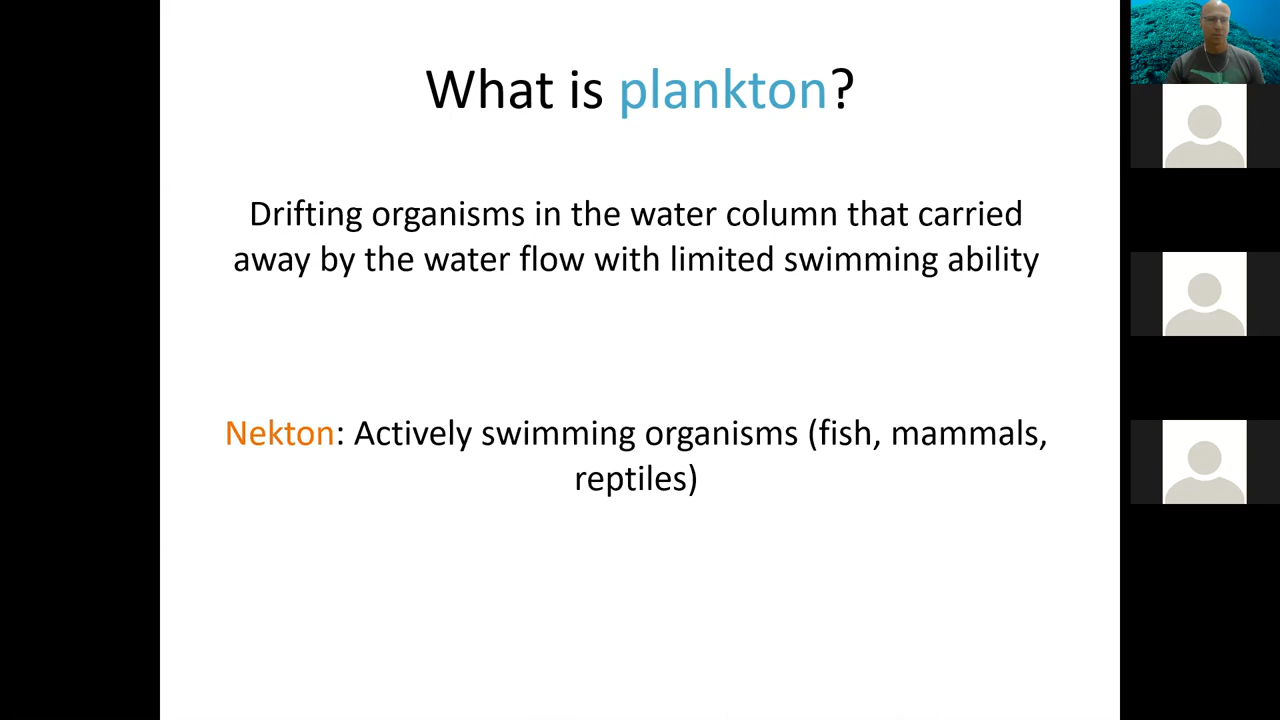 What is plankton?
Drifting organisms in the water column that carried
away by the water flow with limited swimming ability
Nekton: Actively swimming organisms (fish, mammals,
reptiles)